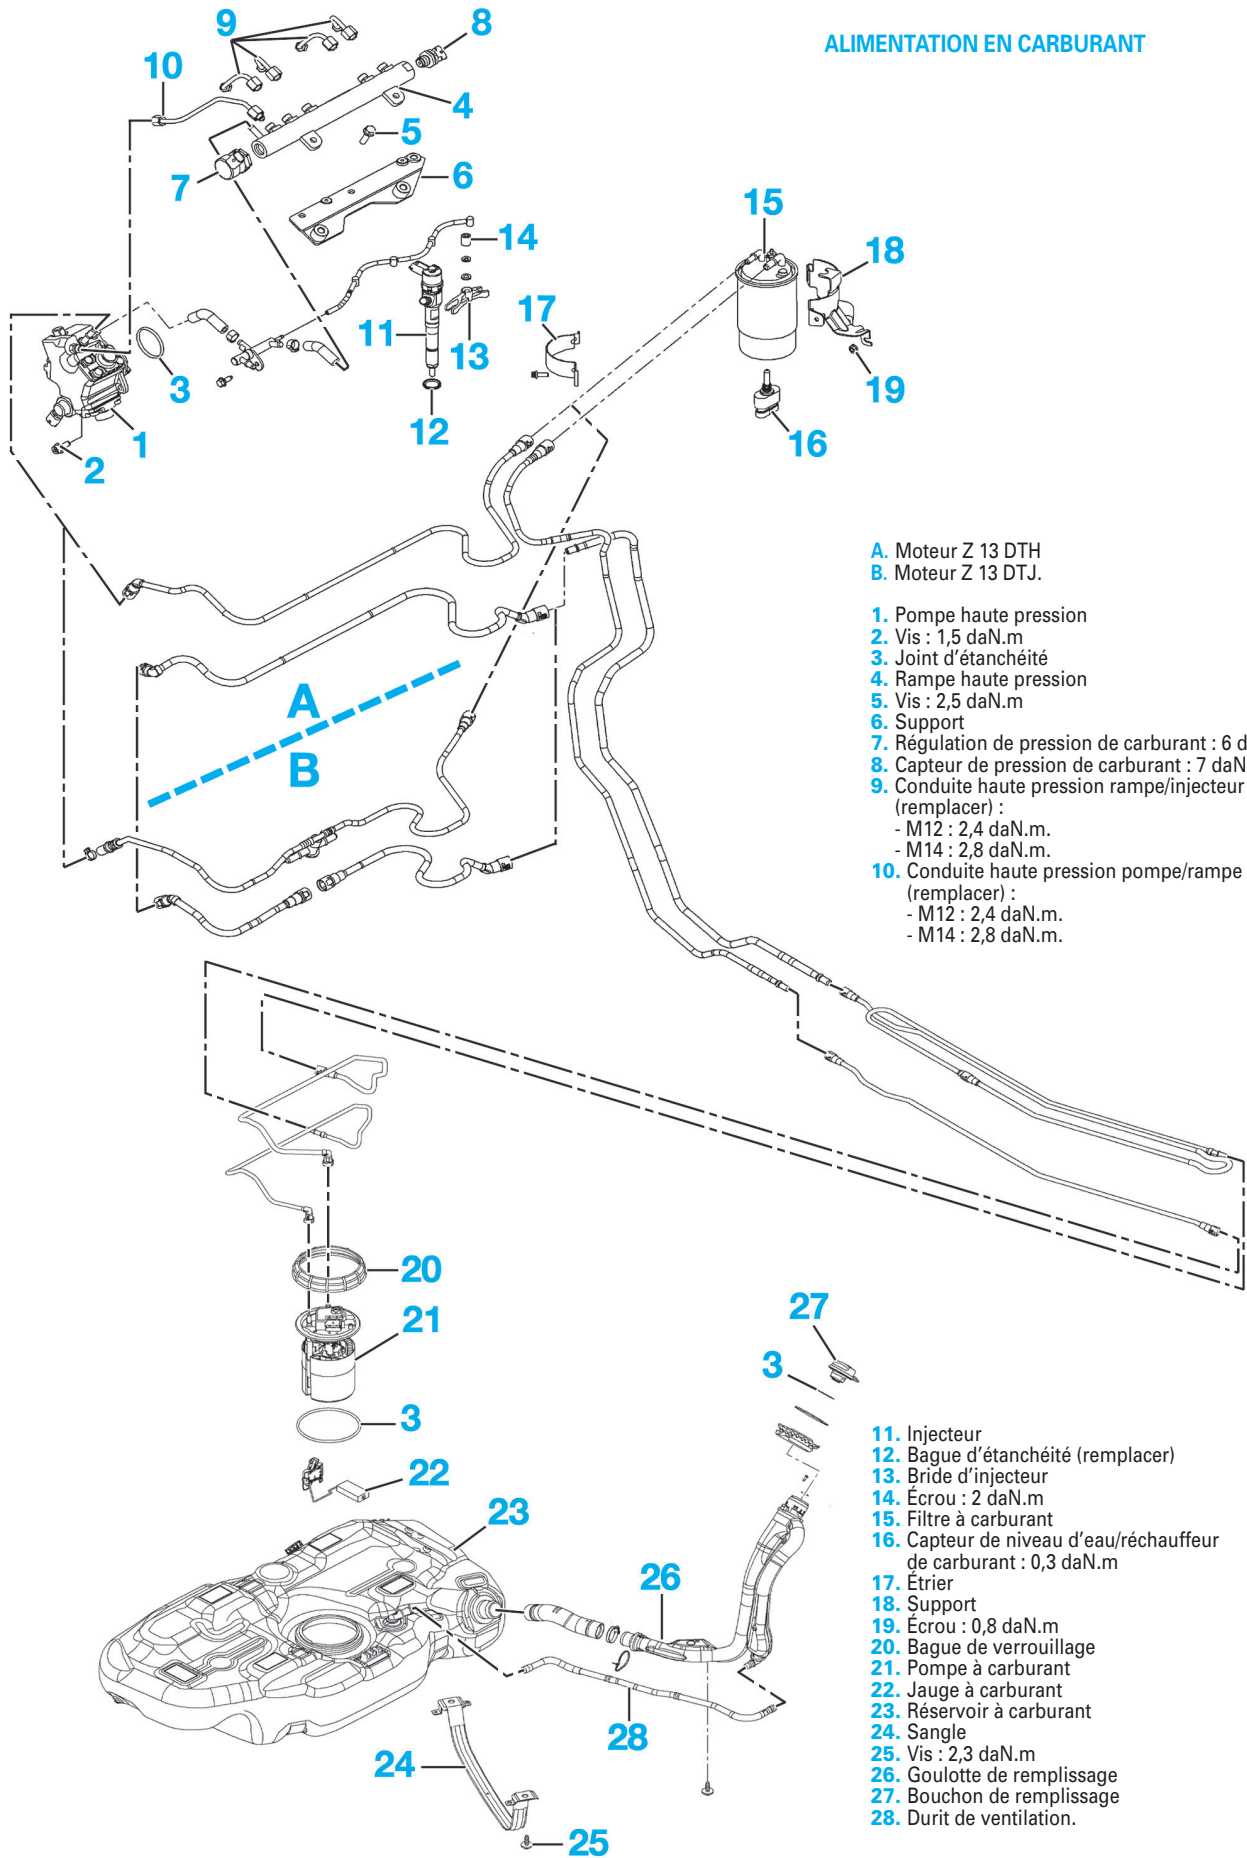 ALIMENTATION EN CARBURANT
9
8
10
4
5
7
6
14
15
18
17
11
13
3
19
12
1
16
2
A
B
A. Moteur Z 13 DTH
B. Moteur Z 13 DTJ.
1. Pompe haute pression
2. Vis : 1,5 daN.m
3. Joint d'étanchéité
4. Rampe haute pression
5. Vis : 2,5 daN.m
6. Support
7. Régulation de pression de carburant : 6 d
8. Capteur de pression de carburant : 7 daN
9. Conduite haute pression rampe/injecteur
(remplacer) :
- M12 : 2,4 daN.m.
- M14 : 2,8 daN.m.
10. Conduite haute pression pompe/rampe
(remplacer) :
- M12 : 2,4 daN.m.
- M14 : 2,8 daN.m.
20
21
27
3
3
22
23
26
28
24
25
11. Injecteur
12. Bague d'étanchéité (remplacer)
13. Bride d'injecteur
14. Écrou : 2 daN.m
15. Filtre à carburant
16. Capteur de niveau d'eau/réchauffeur
de carburant : 0,3 daN.m
17. Étrier
18. Support
19. Écrou : 0,8 daN.m
20. Bague de verrouillage
21. Pompe à carburant
22. Jauge à carburant
23. Réservoir à carburant
24. Sangle
25. Vis : 2,3 daN.m
26. Goulotte de remplissage
27. Bouchon de remplissage
28. Durit de ventilation.